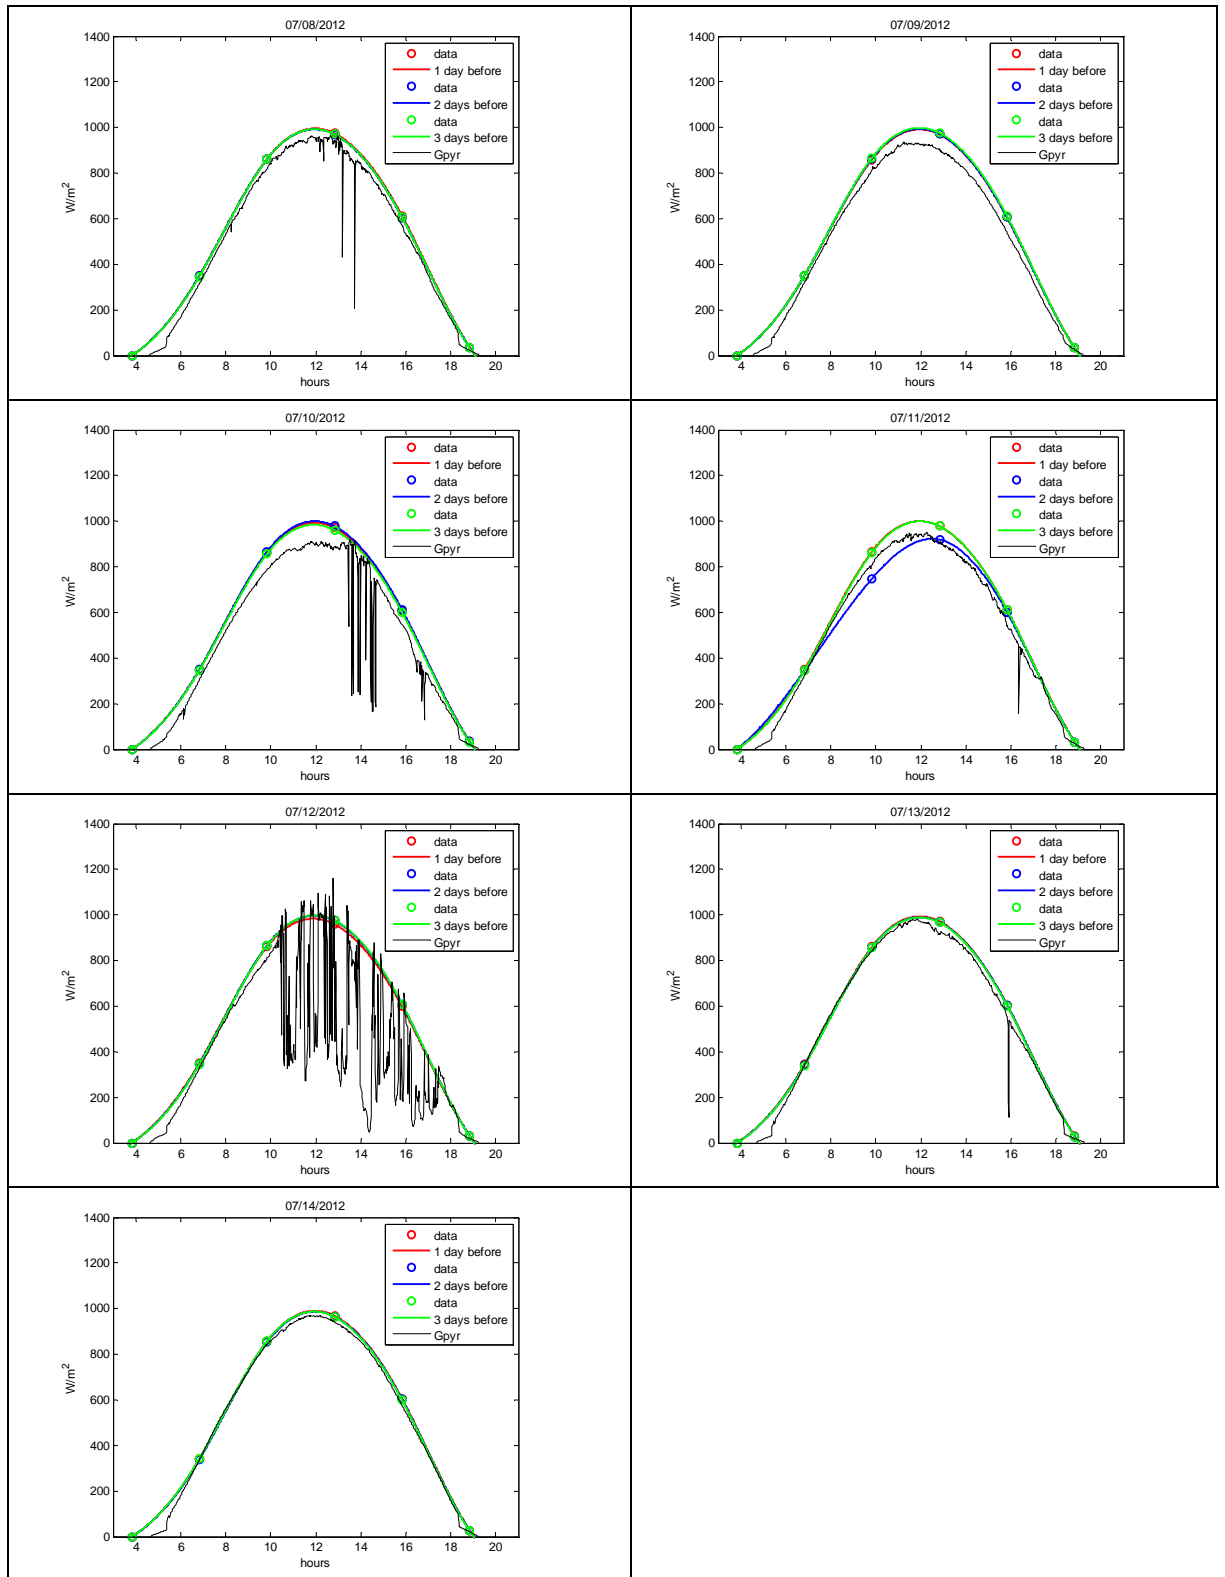 07/08/2012
1400
1200
1000
800
600
400
200
0
W/m²
4 6 8 10 12 14 16 18 20
hours
data
1 day before
data
2 days before
data
3 days before
Gpyr
07/09/2012
1400
1200
1000
800
600
400
200
0
W/m²
4 6 8 10 12 14 16 18 20
hours
data
1 day before
data
2 days before
data
3 days before
Gpyr
07/10/2012
1400
1200
1000
800
600
400
200
0
W/m²
4 6 8 10 12 14 16 18 20
hours
data
1 day before
data
2 days before
data
3 days before
Gpyr
07/11/2012
1400
1200
1000
800
600
400
200
0
W/m²
4 6 8 10 12 14 16 18 20
hours
data
1 day before
data
2 days before
data
3 days before
Gpyr
07/12/2012
1400
1200
1000
800
600
400
200
0
W/m²
4 6 8 10 12 14 16 18 20
hours
data
1 day before
data
2 days before
data
3 days before
Gpyr
07/13/2012
1400
1200
1000
800
600
400
200
0
W/m²
4 6 8 10 12 14 16 18 20
hours
data
1 day before
data
2 days before
data
3 days before
Gpyr
07/14/2012
1400
1200
1000
800
600
400
200
0
W/m²
4 6 8 10 12 14 16 18 20
hours
data
1 day before
data
2 days before
data
3 days before
Gpyr